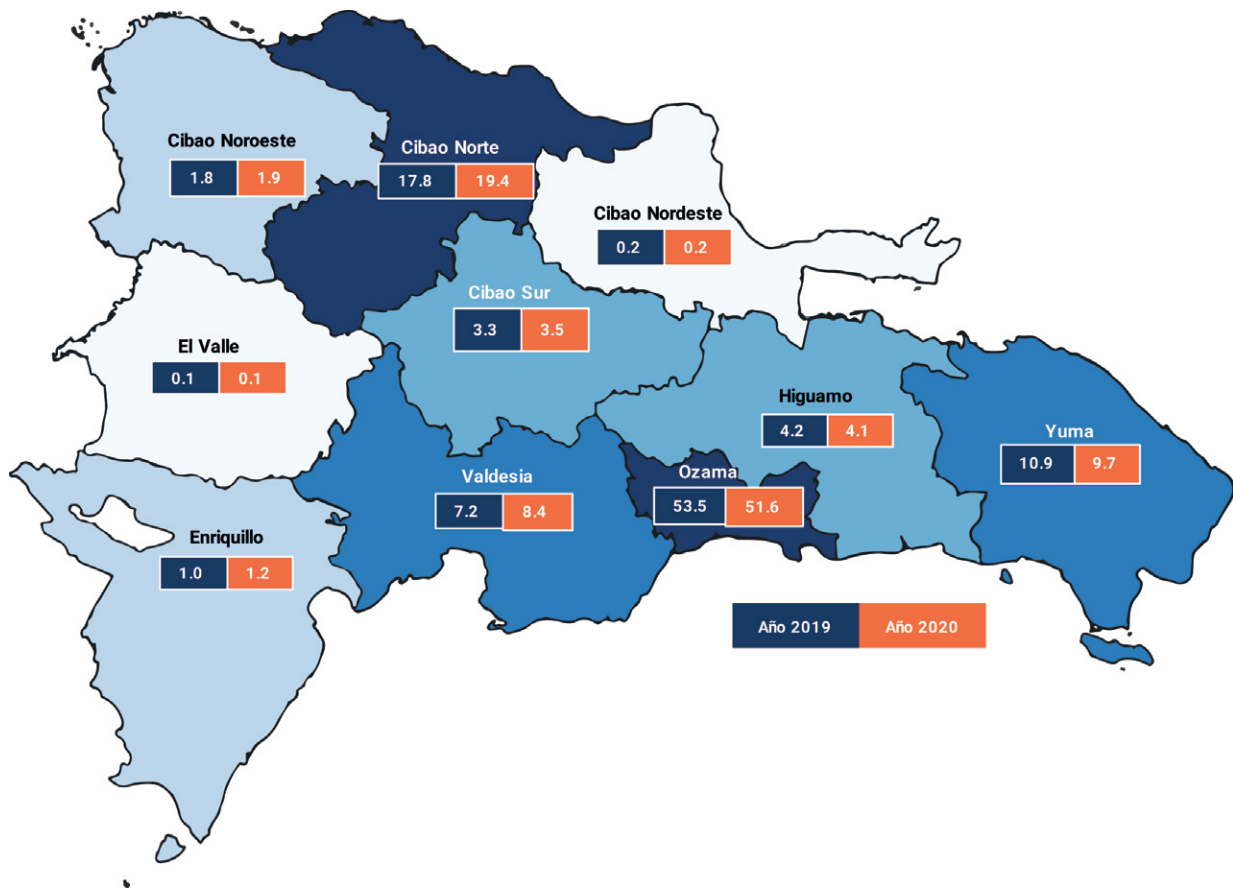 Cibao Noroeste
1.8 1.9
Cibao Norte
17.8 19.4
Cibao Nordeste
0.2 0.2
Cibao Sur
3.3 3.5
El Valle
0.1 0.1
Higuamo
4.2 4.1
Yuma
10.9 9.7
Valdesia
7.2 8.4
Ozama
53.5 51.6
Enriquillo
1.0 1.2
Año 2019 Año 2020